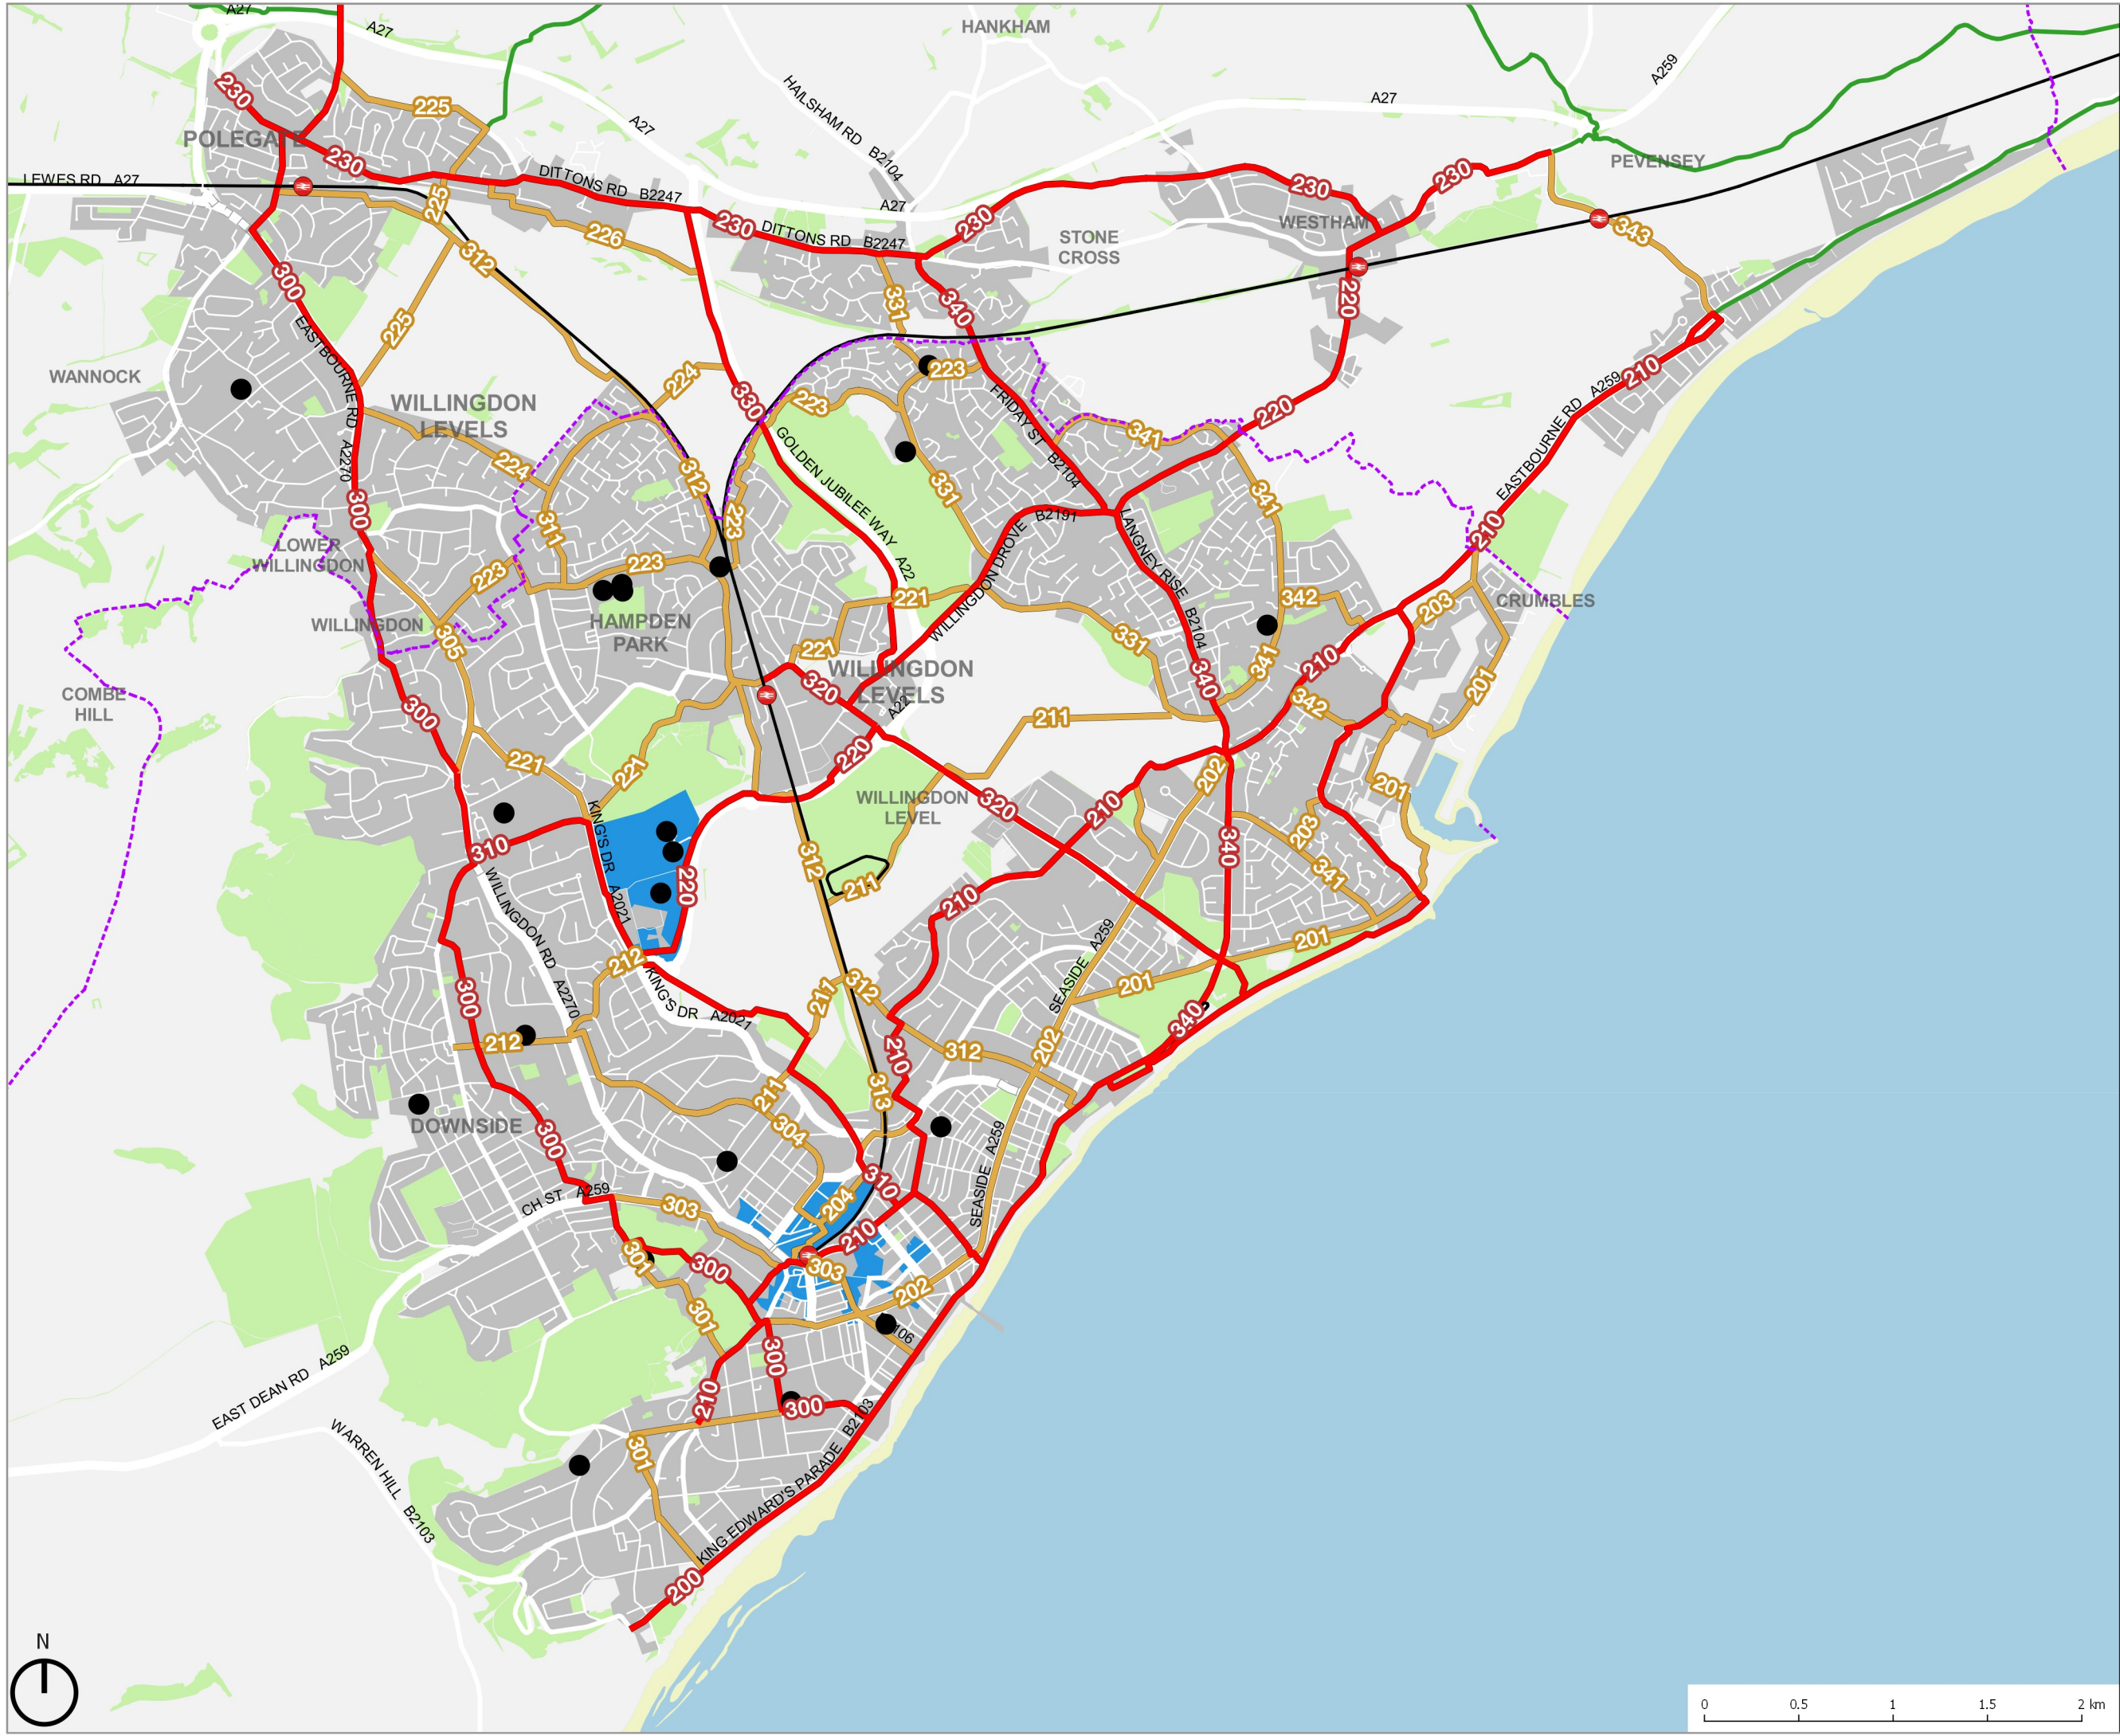 A27
A27
HANKHAM
A259
230
225
HAILSHAM RD B2104
A27
A27
POLEGATE
230
PEVENSEY
LEWES RD A27
DITTONS RD B2247
230
230
225
A27
226
230
DITTONS RD B2247
230
STONE
CROSS
WESTHAM
343
312
300
331
340
220
225
EASTBOURNE RD A2270
WANNOCK
224
223
210
EASTBOURNE RD A259
WILLINGDON
LEVELS
330
223
FRIDAY ST B2104
220
341
GOLDEN JUBILEE WAY A22
224
312
331
341
300
223
311
B2191
210
LOWER
WILLINGDON
LANGNEY RISE B2104
223
223
WILLINGDON DROVE
221
342
203
CRUMBLES
WILLINGDON
HAMPDEN
PARK
305
221
331
WILLINGDON
LEVELS
320
340
341
210
201
COMBE
HILL
300
A22
211
342
221
221
220
202
201
WILLINGDON
LEVEL
320
210
KING'S DR A2021
203
310
340
312
211
341
WILLINGDON RD A2270
220
210
201
212
SEASIDE A259
201
300
211
312
KING'S DR A2021
340
212
210
312
202
211
313
DOWNSIDE
304
300
SEASIDE A259
310
CH ST A259
303
204
210
301
300
303
202
301
106
EAST DEAN RD A259
300
210
300
WARREN HILL B2103
301
KING EDWARD'S PARADE B2103
200
N
0 0.5 1 1.5 2 km